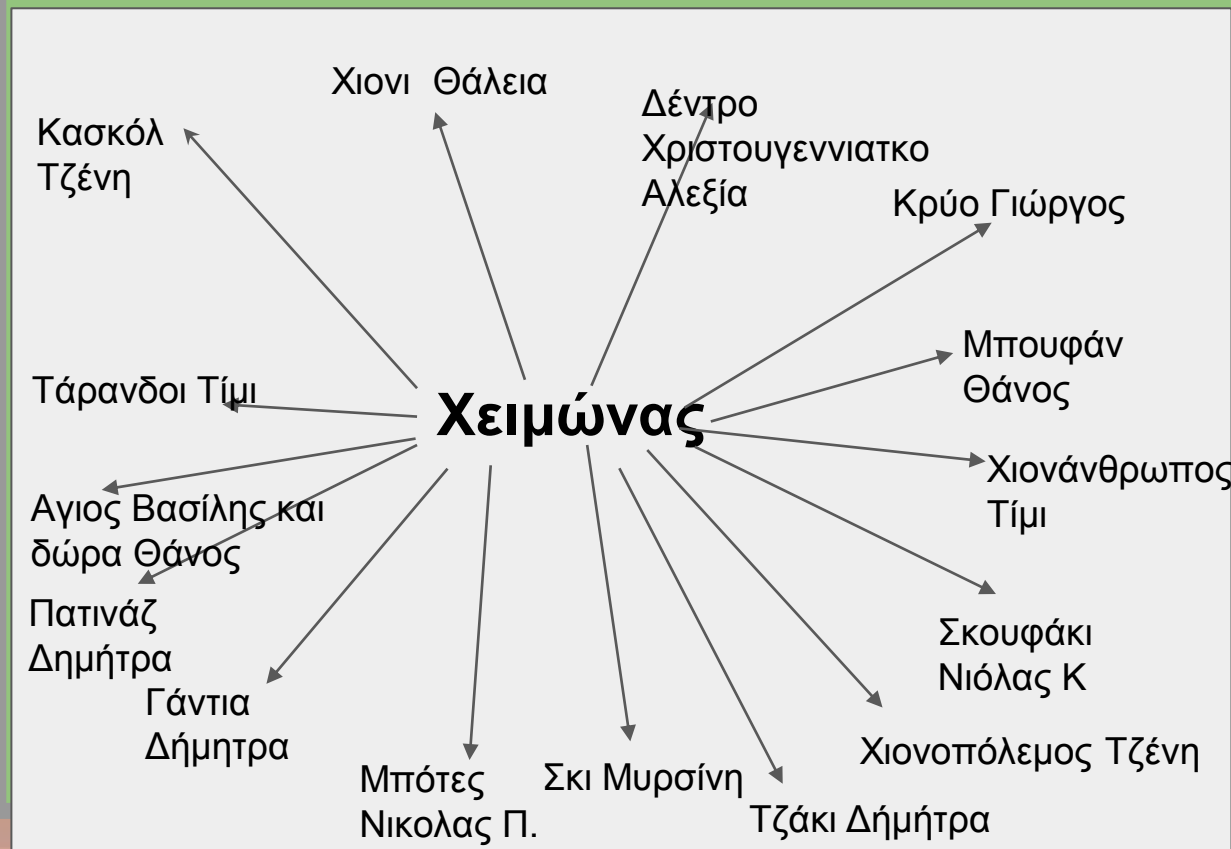 Χιονι  Θάλεια
Δέντρο
Χριστουγεννιατκο
Αλεξία
Κασκόλ
Τζένη
Κρύο Γιώργος
Μπουφάν
Θάνος
Τάρανδοι Τίμι
Χειμώνας
Χιονάνθρωπος
Τίμι
Αγιος Βασίλης και
δώρα Θάνος
Πατινάζ
Δημήτρα
Σκουφάκι
Νιόλας Κ
Γάντια
Δήμητρα
Χιονοπόλεμος Τζένη
Μπότες
Νικολας Π.
Σκι Μυρσίνη
Τζάκι Δήμήτρα